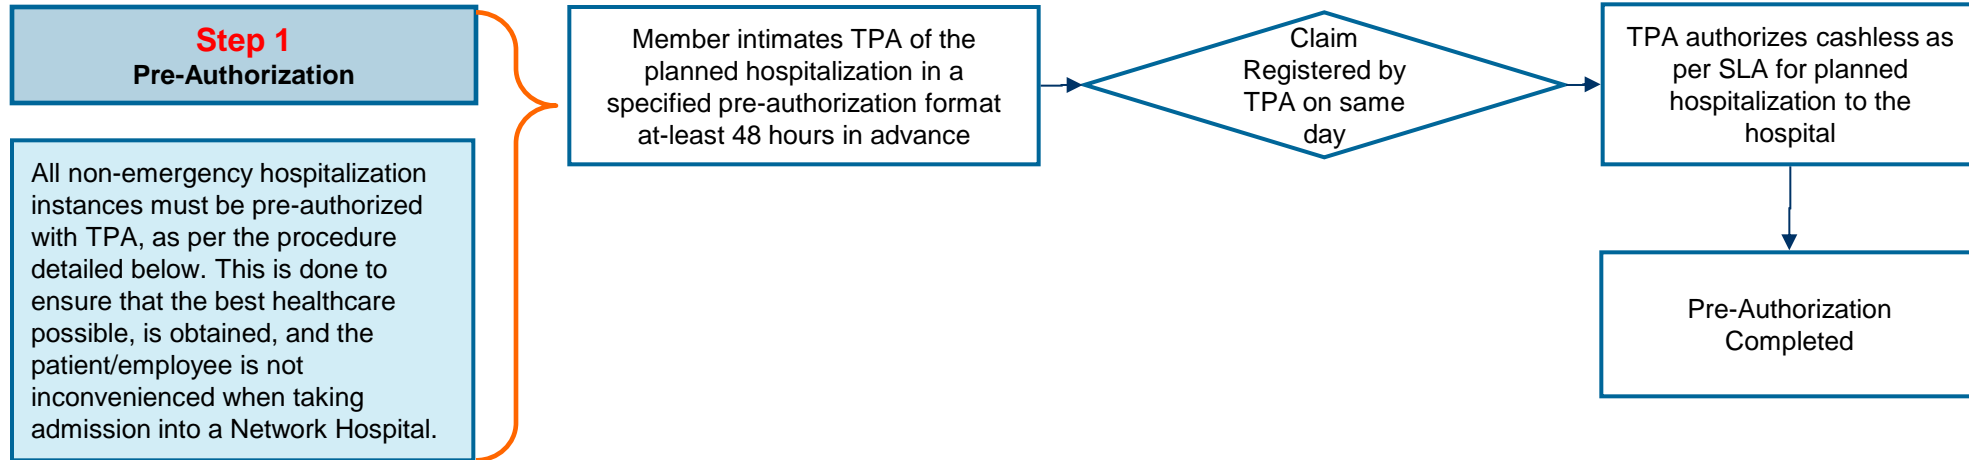 Step 1
Pre-Authorization
All non-emergency hospitalization
instances must be pre-authorized
with TPA, as per the procedure
detailed below. This is done to
ensure that the best healthcare
possible, is obtained, and the
patient/employee is not
inconvenienced when taking
admission into a Network Hospital.
Member intimates TPA of the
planned hospitalization in a
specified pre-authorization format
at-least 48 hours in advance
Claim
Registered by
TPA on same
day
TPA authorizes cashless as
per SLA for planned
hospitalization to the
hospital
Pre-Authorization
Completed